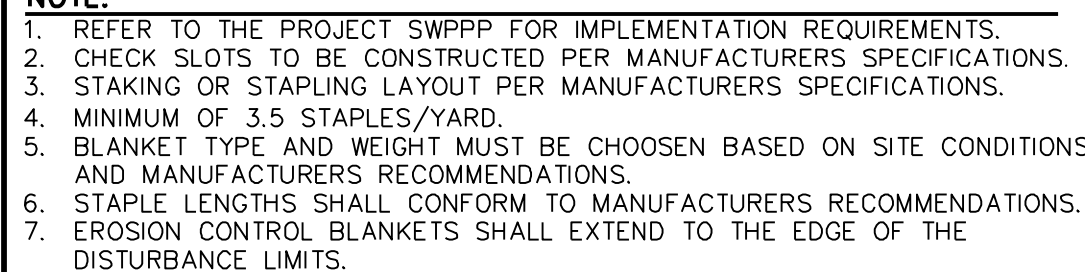 NOTE:
1. REFER TO THE PROJECT SWPPP FOR IMPLEMENTATION REQUIREMENTS.
2. CHECK SLOTS TO BE CONSTRUCTED PER MANUFACTURERS SPECIFICATIONS.
3. STAKING OR STAPLING LAYOUT PER MANUFACTURERS SPECIFICATIONS.
4. MINIMUM OF 3.5 STAPLES/YARD.
5. BLANKET TYPE AND WEIGHT MUST BE CHOOSEN BASED ON SITE CONDITIONS
AND MANUFACTURERS RECOMMENDATIONS.
6. STAPLE LENGTHS SHALL CONFORM TO MANUFACTURERS RECOMMENDATIONS.
7. EROSION CONTROL BLANKETS SHALL EXTEND TO THE EDGE OF THE
DISTURBANCE LIMITS.